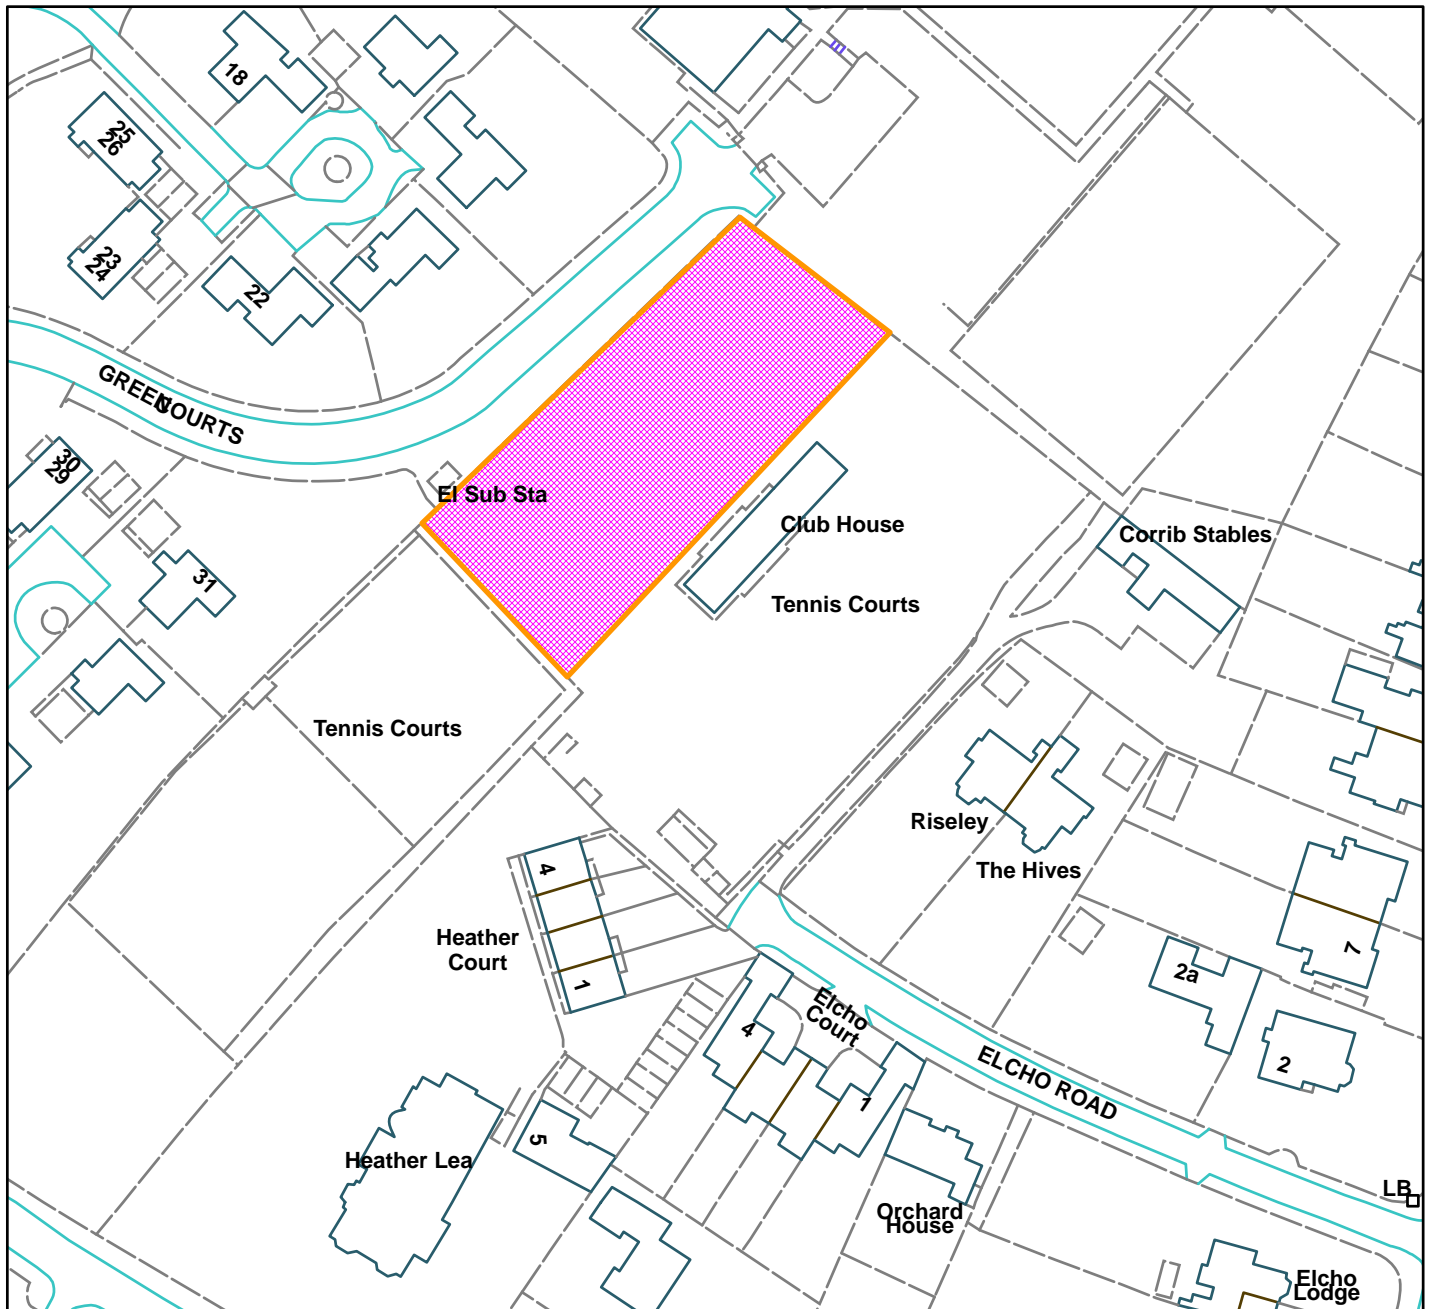 18
25
26
23
24
22
GREEN COURTS
30
29
El Sub Sta
Club House
Corrib Stables
31
Tennis Courts
Tennis Courts
Riseley
The Hives
4
Heather
Court
1
7
2a
Elcho
Court
4
1
ELCHO ROAD
2
5
Heather Lea
LB
Orchard
House
Elcho
Lodge